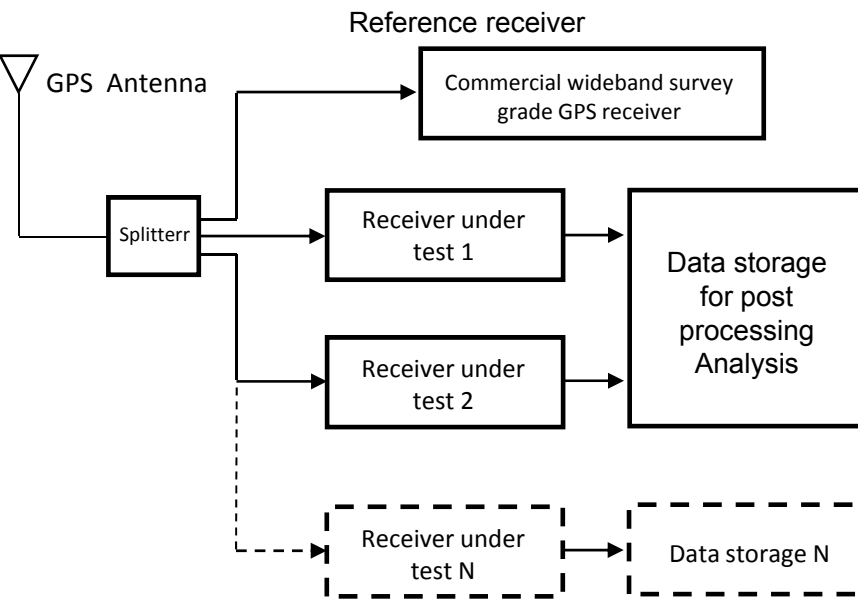 Reference receiver
GPS Antenna
Commercial wideband survey
grade GPS receiver
Splitterr
Receiver under
test 1
Data storage
for post
processing
Analysis
Receiver under
test 2
Receiver under
test N
Data storage N